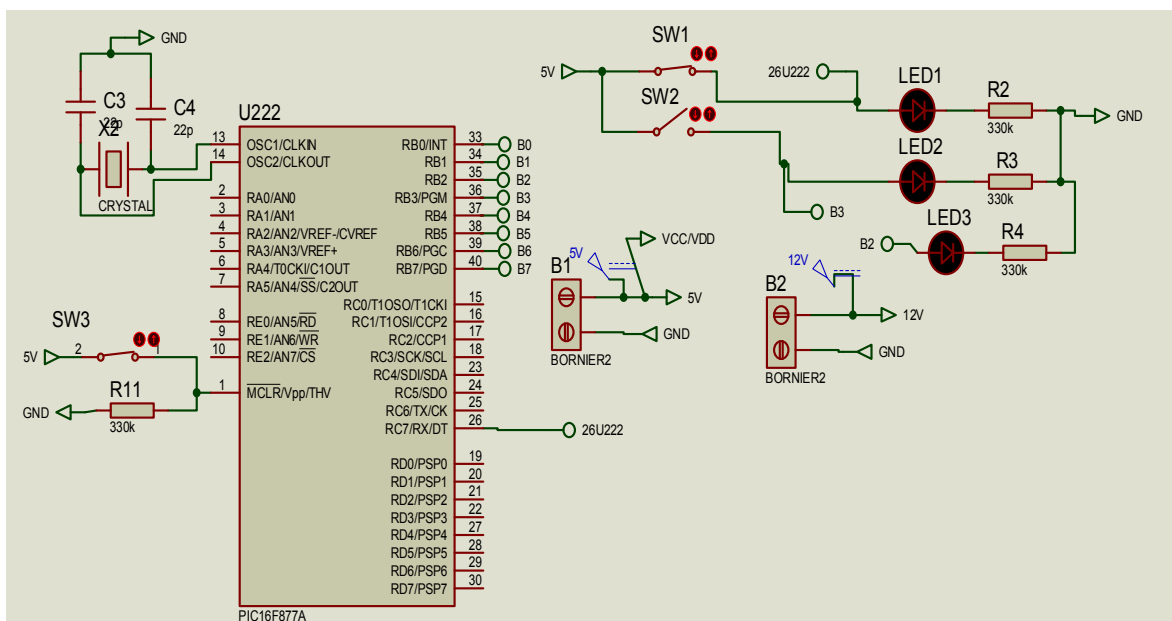 GND
C3
22p
C4
22p
X2
CRYSTAL
U222
13 OSC1/CLKIN
14 OSC2/CLKOUT
2 RA0/AN0
3 RA1/AN1
4 RA2/AN2/VREF-/CVREF
5 RA3/AN3/VREF+
6 RA4/T0CKI/C1OUT
7 RA5/AN4/SS/C2OUT
8 RE0/AN5/RD
9 RE1/AN6/WR
10 RE2/AN7/CS
1 MCLR/Vpp/THV
RB0/INT 33 B0
RB1 34 B1
RB2 35 B2
RB3/PGM 36 B3
RB4 37 B4
RB5 38 B5
RB6/PGC 39 B6
RB7/PGD 40 B7
RC0/T1OSO/T1CKI 15
RC1/T1OSI/CCP2 16
RC2/CCP1 17
RC3/SCK/SCL 18
RC4/SDI/SDA 23
RC5/SDO 24
RC6/TX/CK 25
RC7/RX/DT 26 26U222
RD0/PSP0 19
RD1/PSP1 20
RD2/PSP2 21
RD3/PSP3 22
RD4/PSP4 27
RD5/PSP5 28
RD6/PSP6 29
RD7/PSP7 30
PIC16F877A
SW3
5V 2 1
R11
GND
330k
SW1
5V
SW2
26U222
LED1
R2
330k
GND
LED2
R3
330k
B3
LED3
R4
B2
330k
VCC/VDD
5V
B1
5V
GND
BORNIER2
12V
B2
12V
GND
BORNIER2